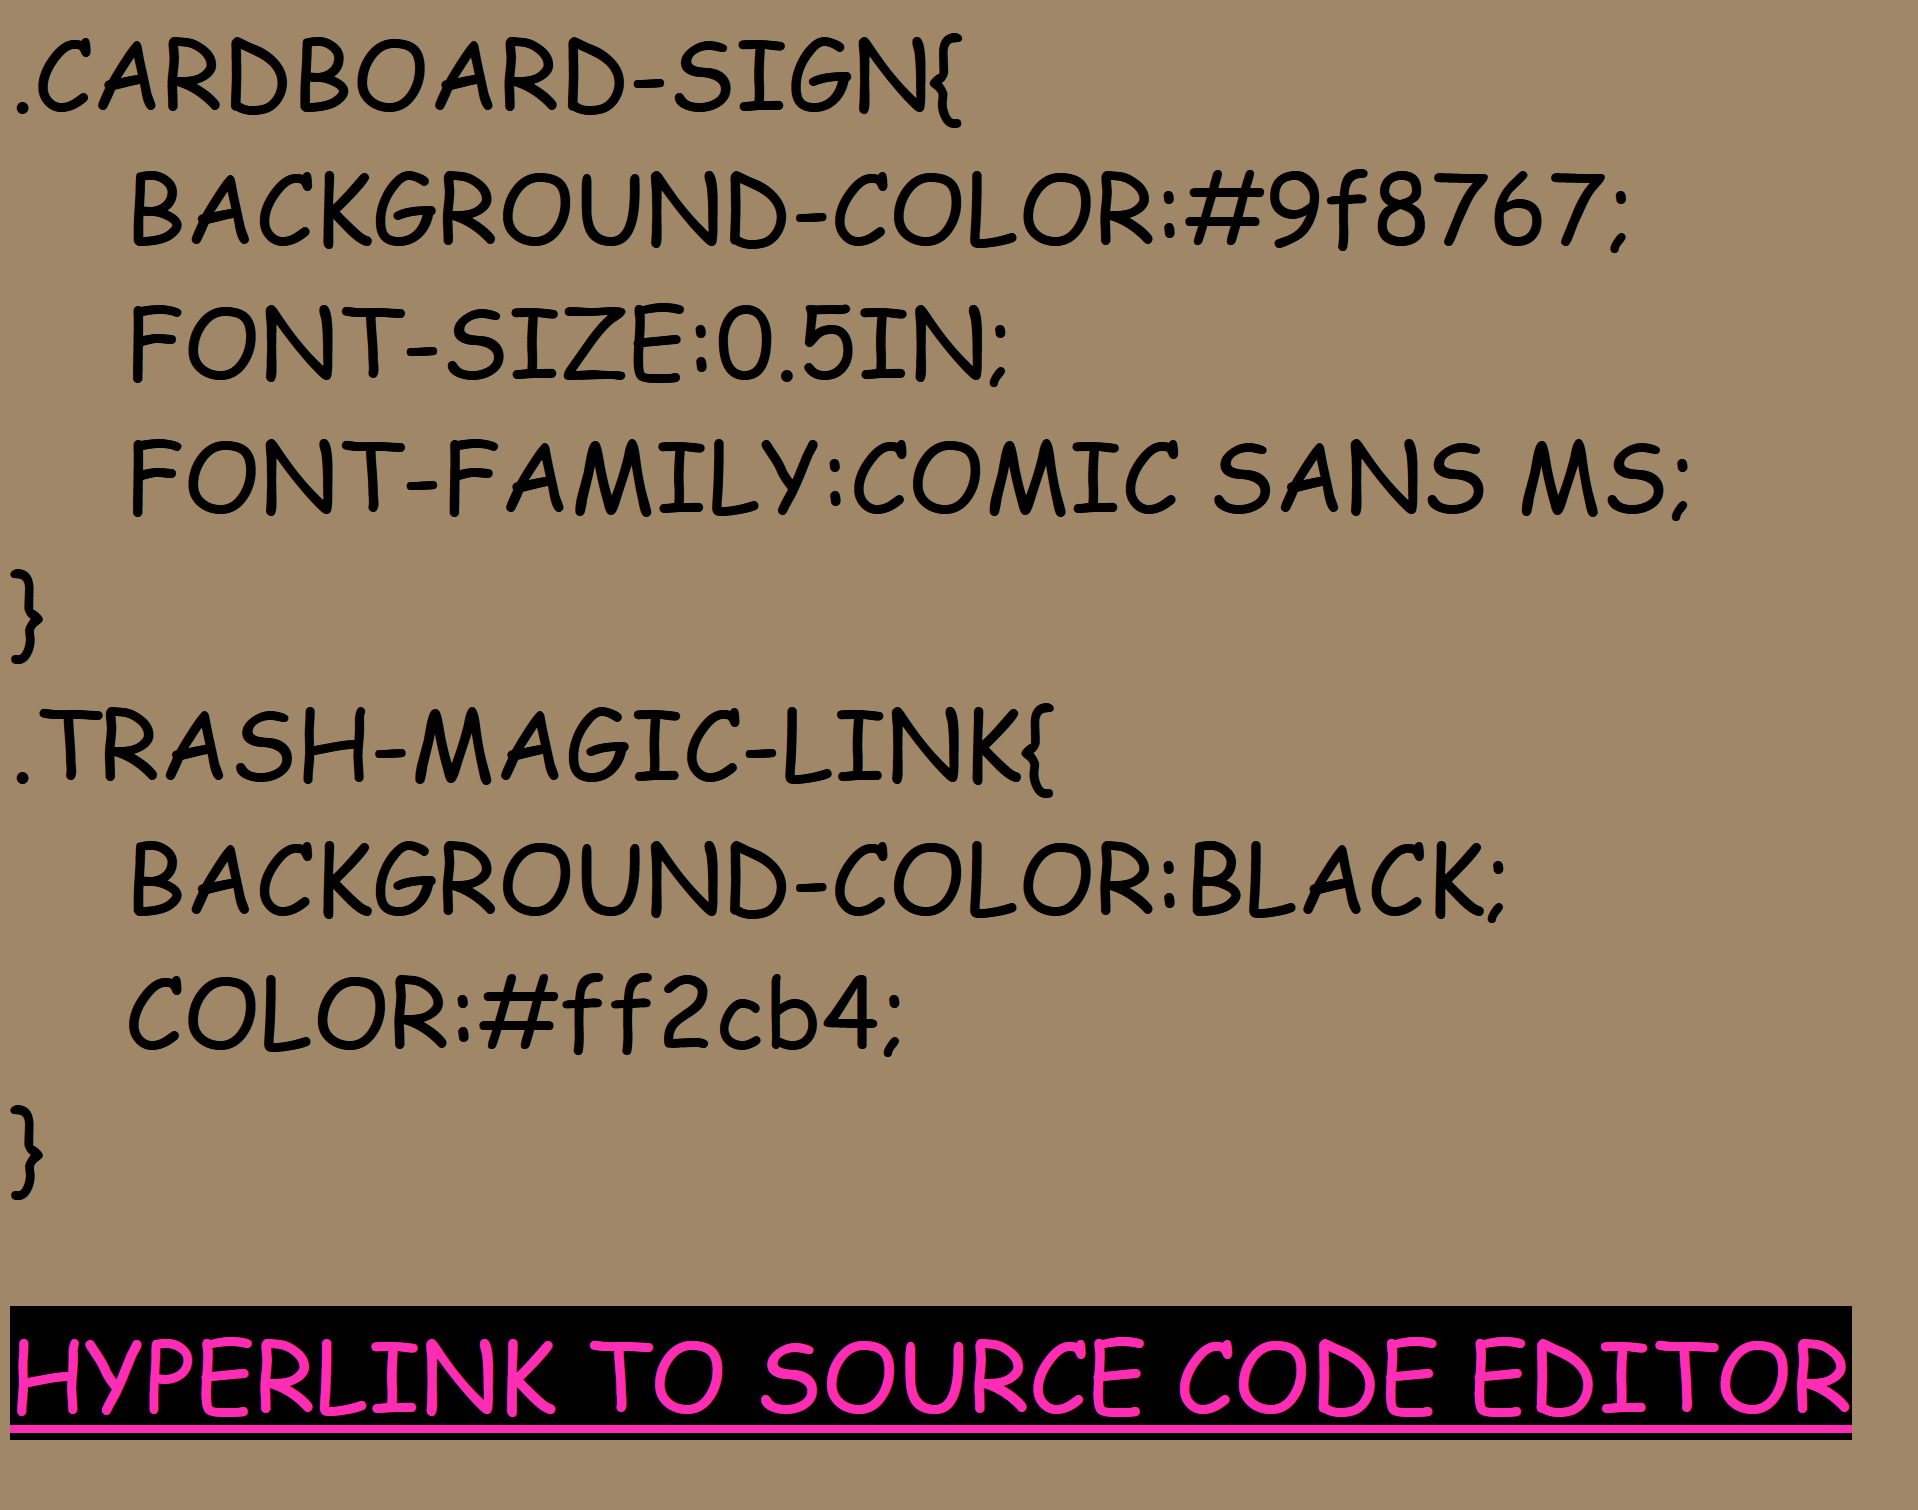 .CARDBOARD-SIGN{
    BACKGROUND-COLOR:#9f8767;
    FONT-SIZE:0.5IN;
    FONT-FAMILY:COMIC SANS MS;
}
.TRASH-MAGIC-LINK{
    BACKGROUND-COLOR:BLACK;
    COLOR:#ff2cb4;
}
HYPERLINK TO SOURCE CODE EDITOR